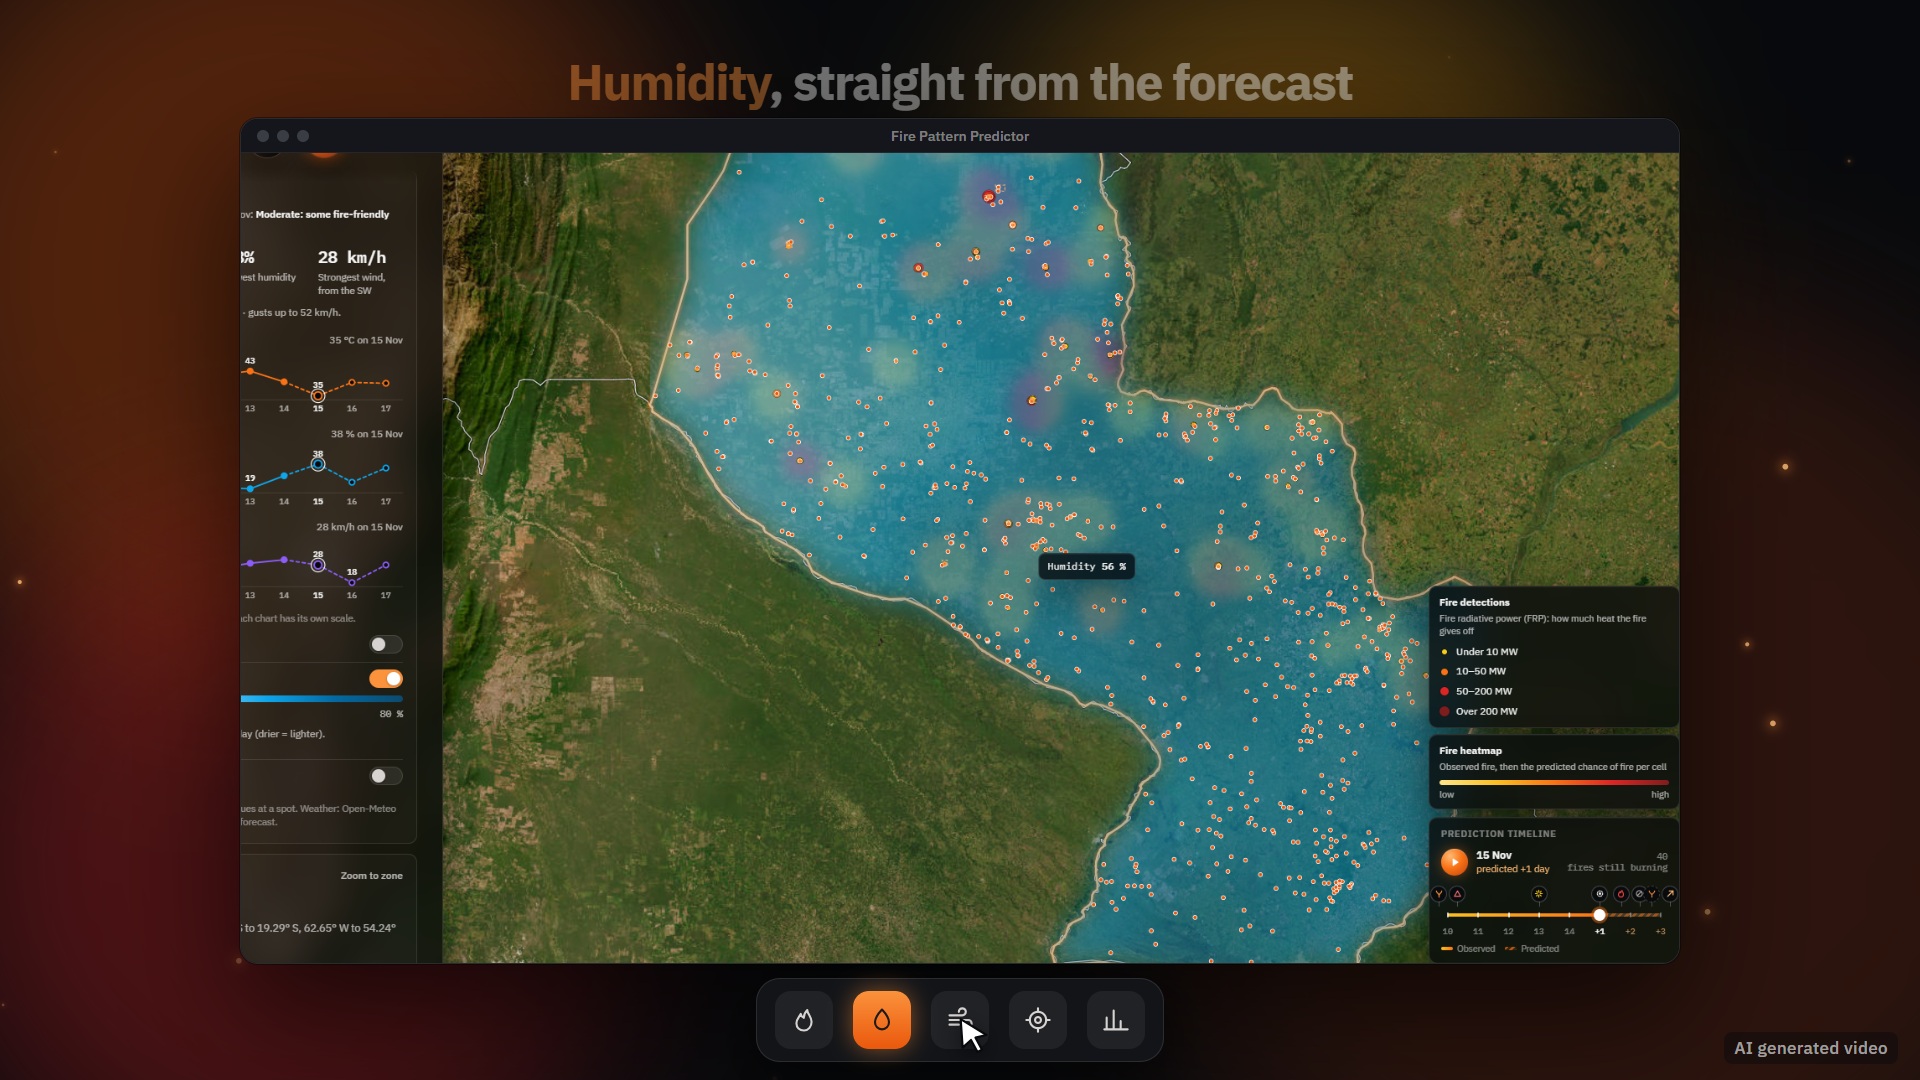 Humidity, straight from the forecast
Fire Pattern Predictor
ov: Moderate: some fire-friendly
28 km/h
est humidity
Strongest wind,
from the SW
· gusts up to 52 km/h.
35 °C on 15 Nov
43
35
13 14 15 16 17
38 % on 15 Nov
38
19
13 14 15 16 17
28 km/h on 15 Nov
28
18
13 14 15 16 17
ch chart has its own scale.
80 %
ay (drier = lighter).
ues at a spot. Weather: Open-Meteo
forecast.
Zoom to zone
to 19.29° S, 62.65° W to 54.24°
Humidity 56 %
Fire detections
Fire radiative power (FRP): how much heat the fire
gives off
Under 10 MW
10–50 MW
50–200 MW
Over 200 MW
Fire heatmap
Observed fire, then the predicted chance of fire per cell
low high
PREDICTION TIMELINE
15 Nov
predicted +1 day
40
fires still burning
10 11 12 13 14 +1 +2 +3
Observed Predicted
AI generated video